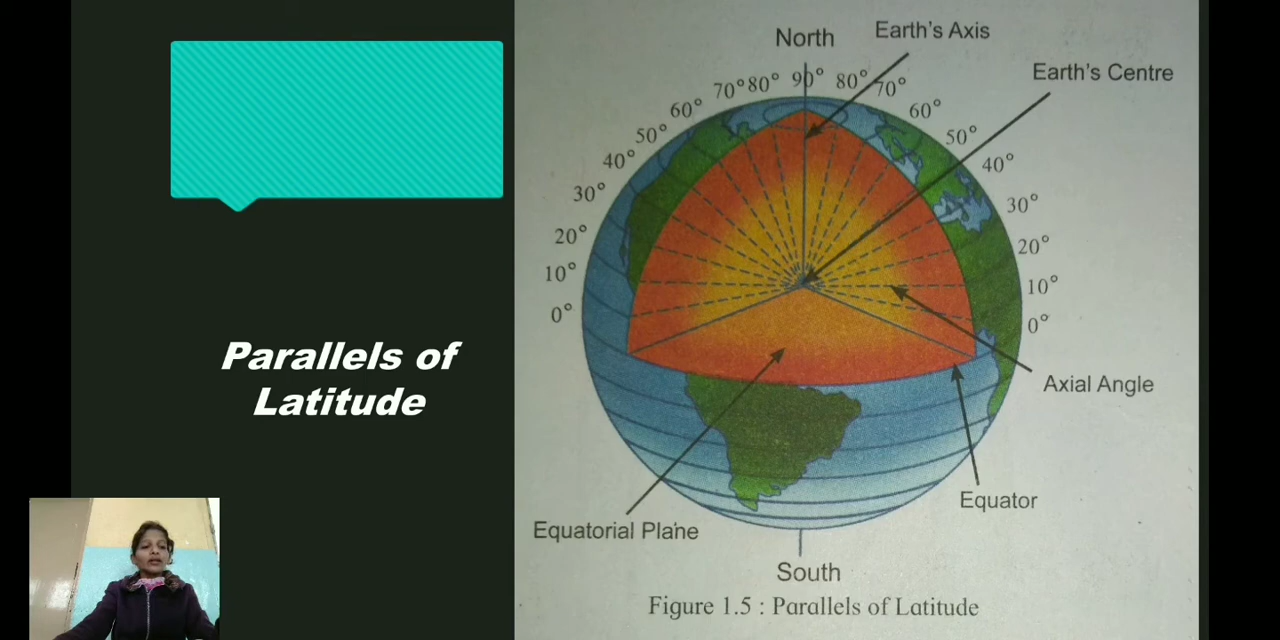 Parallels of
Latitude
North
Earth's Axis
Earth's Centre
70° 80° 90° 80° 70°
60° 60°
50° 50°
40° 40°
30° 30°
20° 20°
10° 10°
0° 0°
Axial Angle
Equator
Equatorial Plane
South
Figure 1.5 : Parallels of Latitude